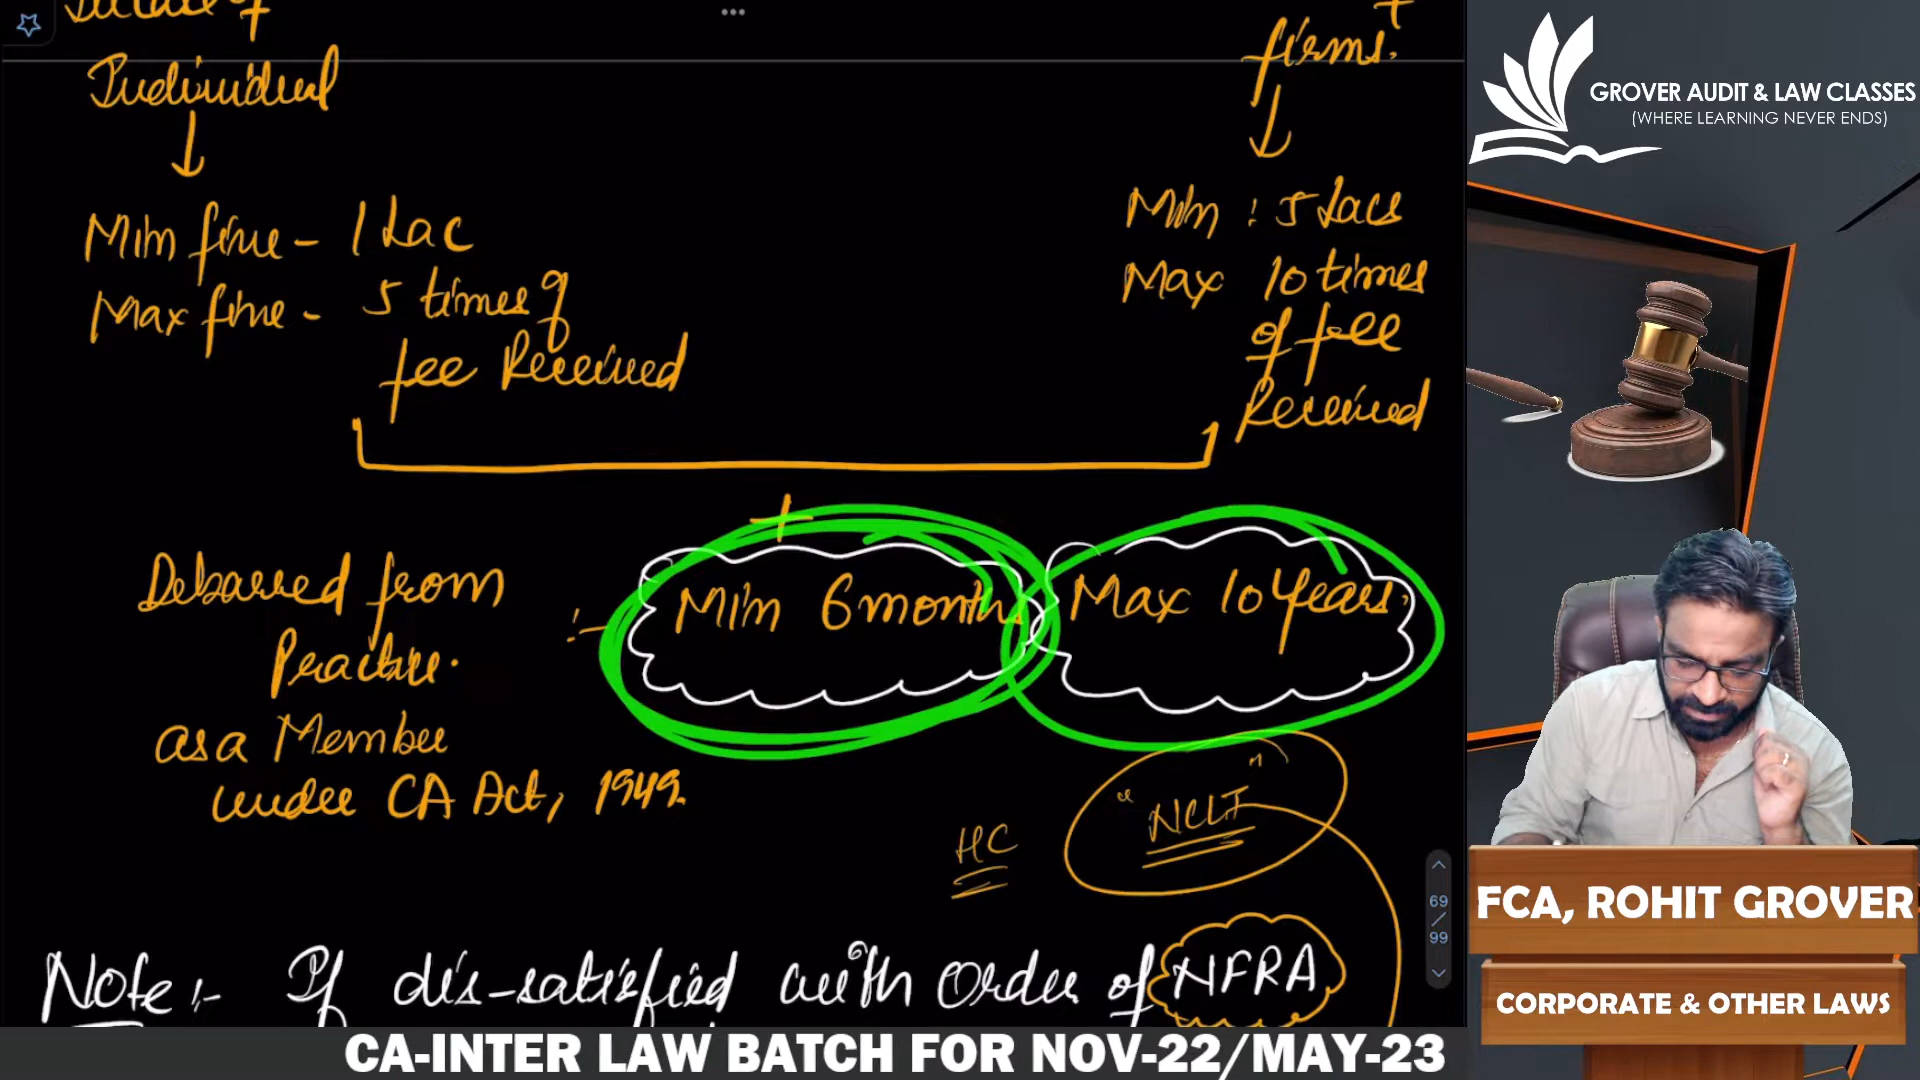 Individual
Min fine - 1 Lac
Max fine - 5 times of
fee Received
firms.
Min : 5 Lacs
Max 10 times
of fee
Received
+
Debarred from
Practice.
as a Member
under CA Act, 1949.
:-
Min 6 months
Max 10 Years.
HC
"NCLT"
Note :- If dis-satisfied with Order of NFRA
69
99
GROVER AUDIT & LAW CLASSES
(WHERE LEARNING NEVER ENDS)
FCA, ROHIT GROVER
CORPORATE & OTHER LAWS
CA-INTER LAW BATCH FOR NOV-22/MAY-23